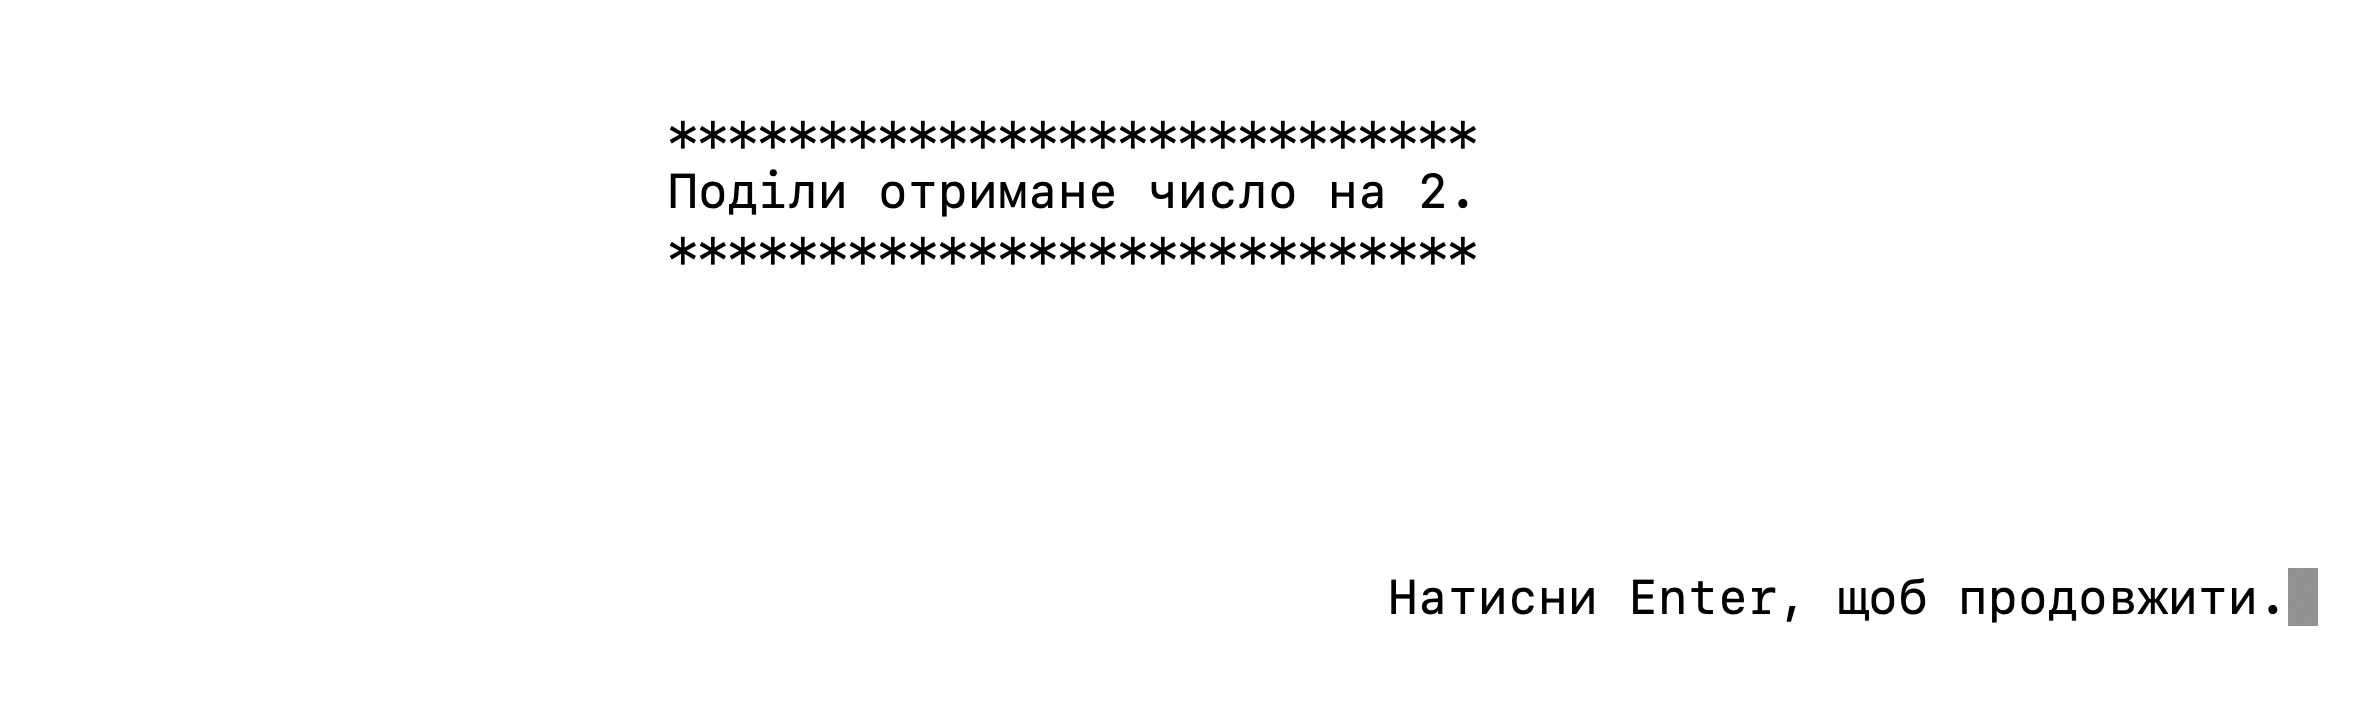 ***************************
Поділи отримане число на 2.
***************************
Натисни Enter, щоб продовжити.